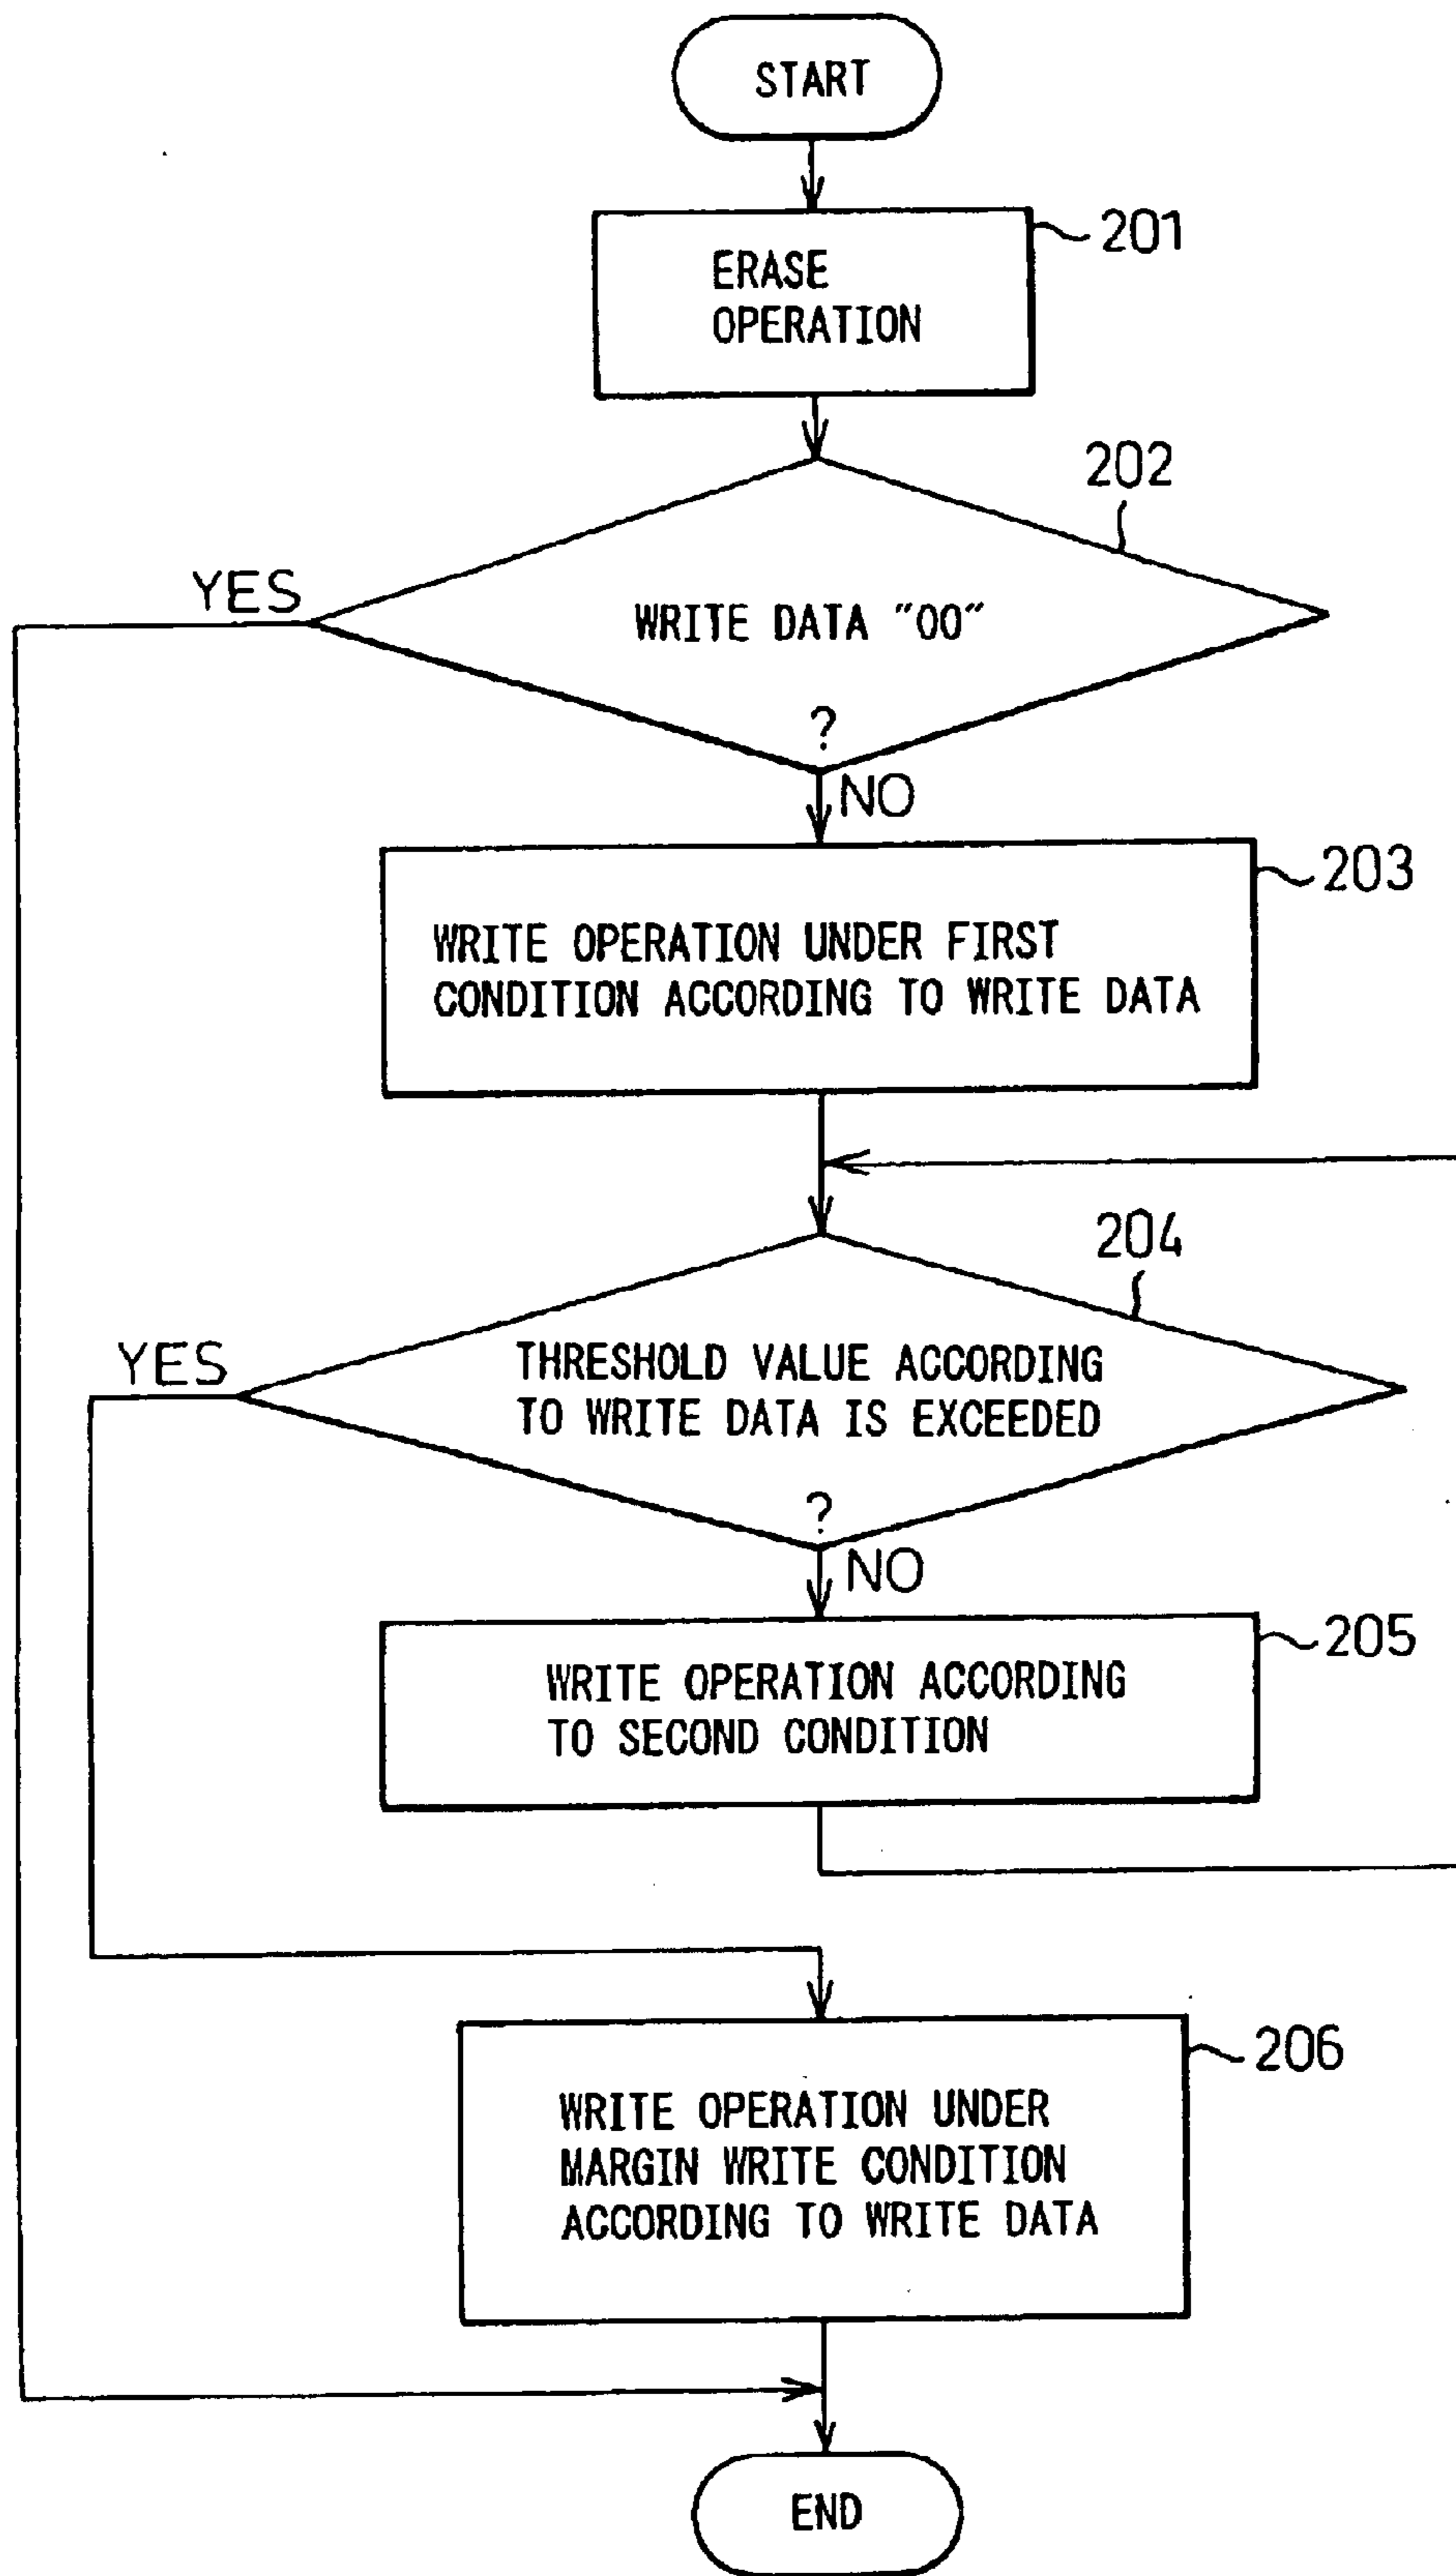 START
201
ERASE
OPERATION
202
YES
WRITE DATA "00"
?
NO
203
WRITE OPERATION UNDER FIRST
CONDITION ACCORDING TO WRITE DATA
204
YES
THRESHOLD VALUE ACCORDING
TO WRITE DATA IS EXCEEDED
?
NO
205
WRITE OPERATION ACCORDING
TO SECOND CONDITION
206
WRITE OPERATION UNDER
MARGIN WRITE CONDITION
ACCORDING TO WRITE DATA
END